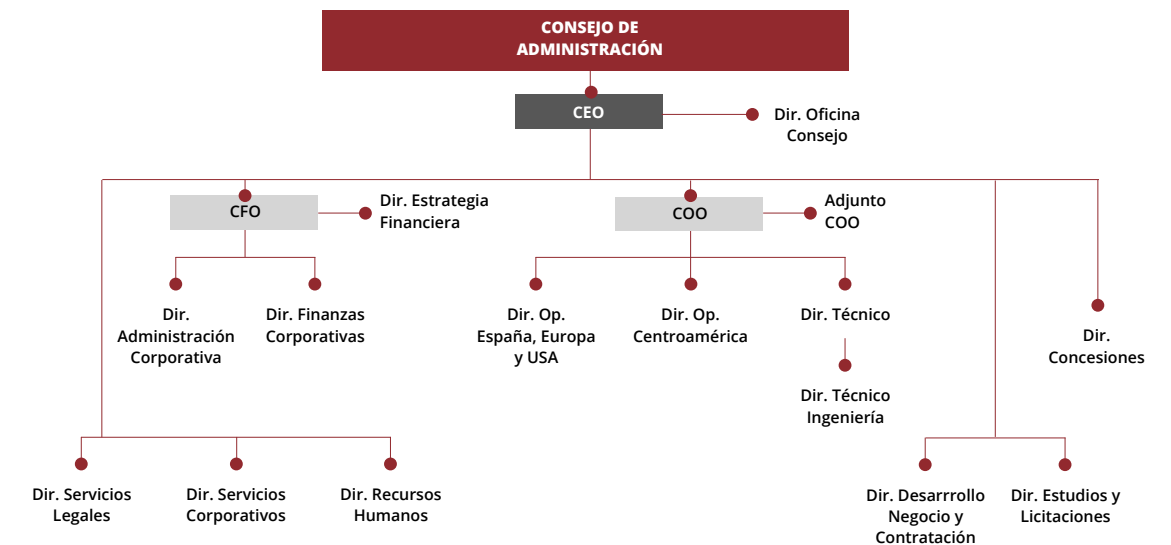 CONSEJO DE
ADMINISTRACIÓN
CEO
Dir. Oficina
Consejo
CFO
Dir. Estrategia
Financiera
COO
Adjunto
COO
Dir.
Administración
Corporativa
Dir. Finanzas
Corporativas
Dir. Op.
España, Europa
y USA
Dir. Op.
Centroamérica
Dir. Técnico
Dir. Técnico
Ingeniería
Dir.
Concesiones
Dir. Servicios
Legales
Dir. Servicios
Corporativos
Dir. Recursos
Humanos
Dir. Desarrrollo
Negocio y
Contratación
Dir. Estudios y
Licitaciones